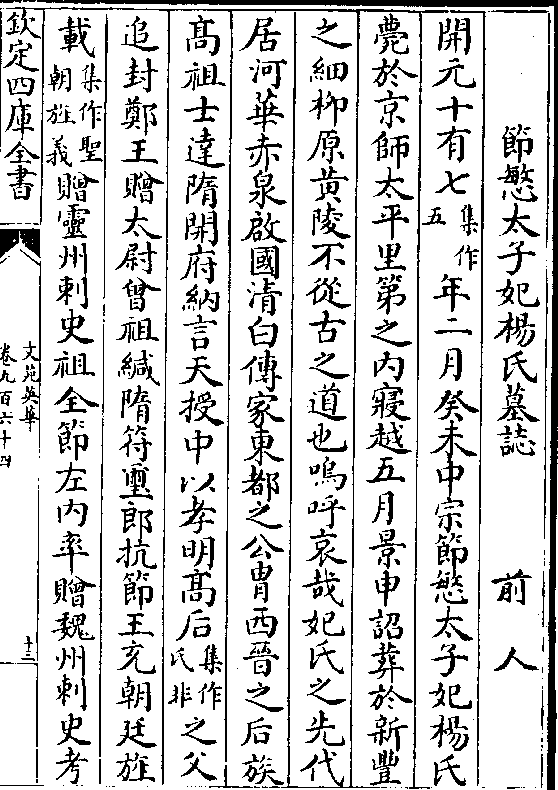 節愍太子妃楊氏墓誌 前人
開元十有七集作五年二月癸未中宗節愍太子妃楊氏
薨於京師太平里第之內寢越五月景申詔葬於新豐
之細柳原黃陵不從古之道也嗚呼哀哉妃氏之先代
居河華赤泉啟國清白傳家東都之公胄西晉之后族
髙祖士達隋開府納言天授中以孝明髙后集作氏非之父
追封鄭王贈太尉曾祖緘隋符璽郎抗節王充朝廷旌
載集作聖朝旌義贈靈州刺史祖全節左內率贈魏州刺史考
欽定四庫全書
文苑英華
卷九百六十四
十三